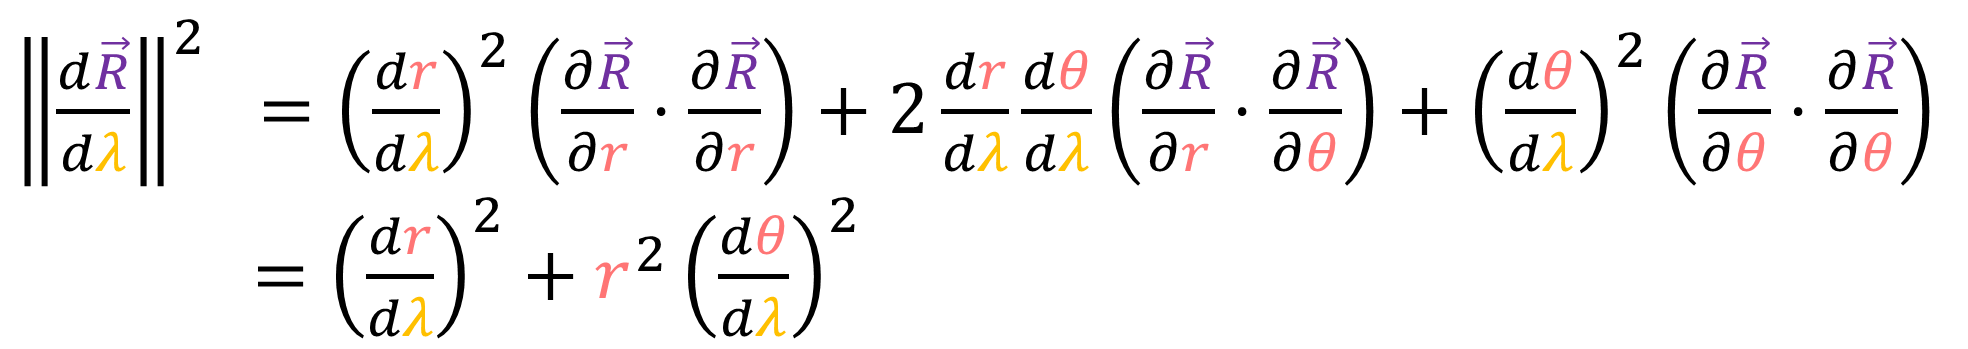 ‖dR⃗/dλ‖² = (dr/dλ)² (∂R⃗/∂r · ∂R⃗/∂r) + 2 dr/dλ dθ/dλ (∂R⃗/∂r · ∂R⃗/∂θ) + (dθ/dλ)² (∂R⃗/∂θ · ∂R⃗/∂θ)
= (dr/dλ)² + r² (dθ/dλ)²